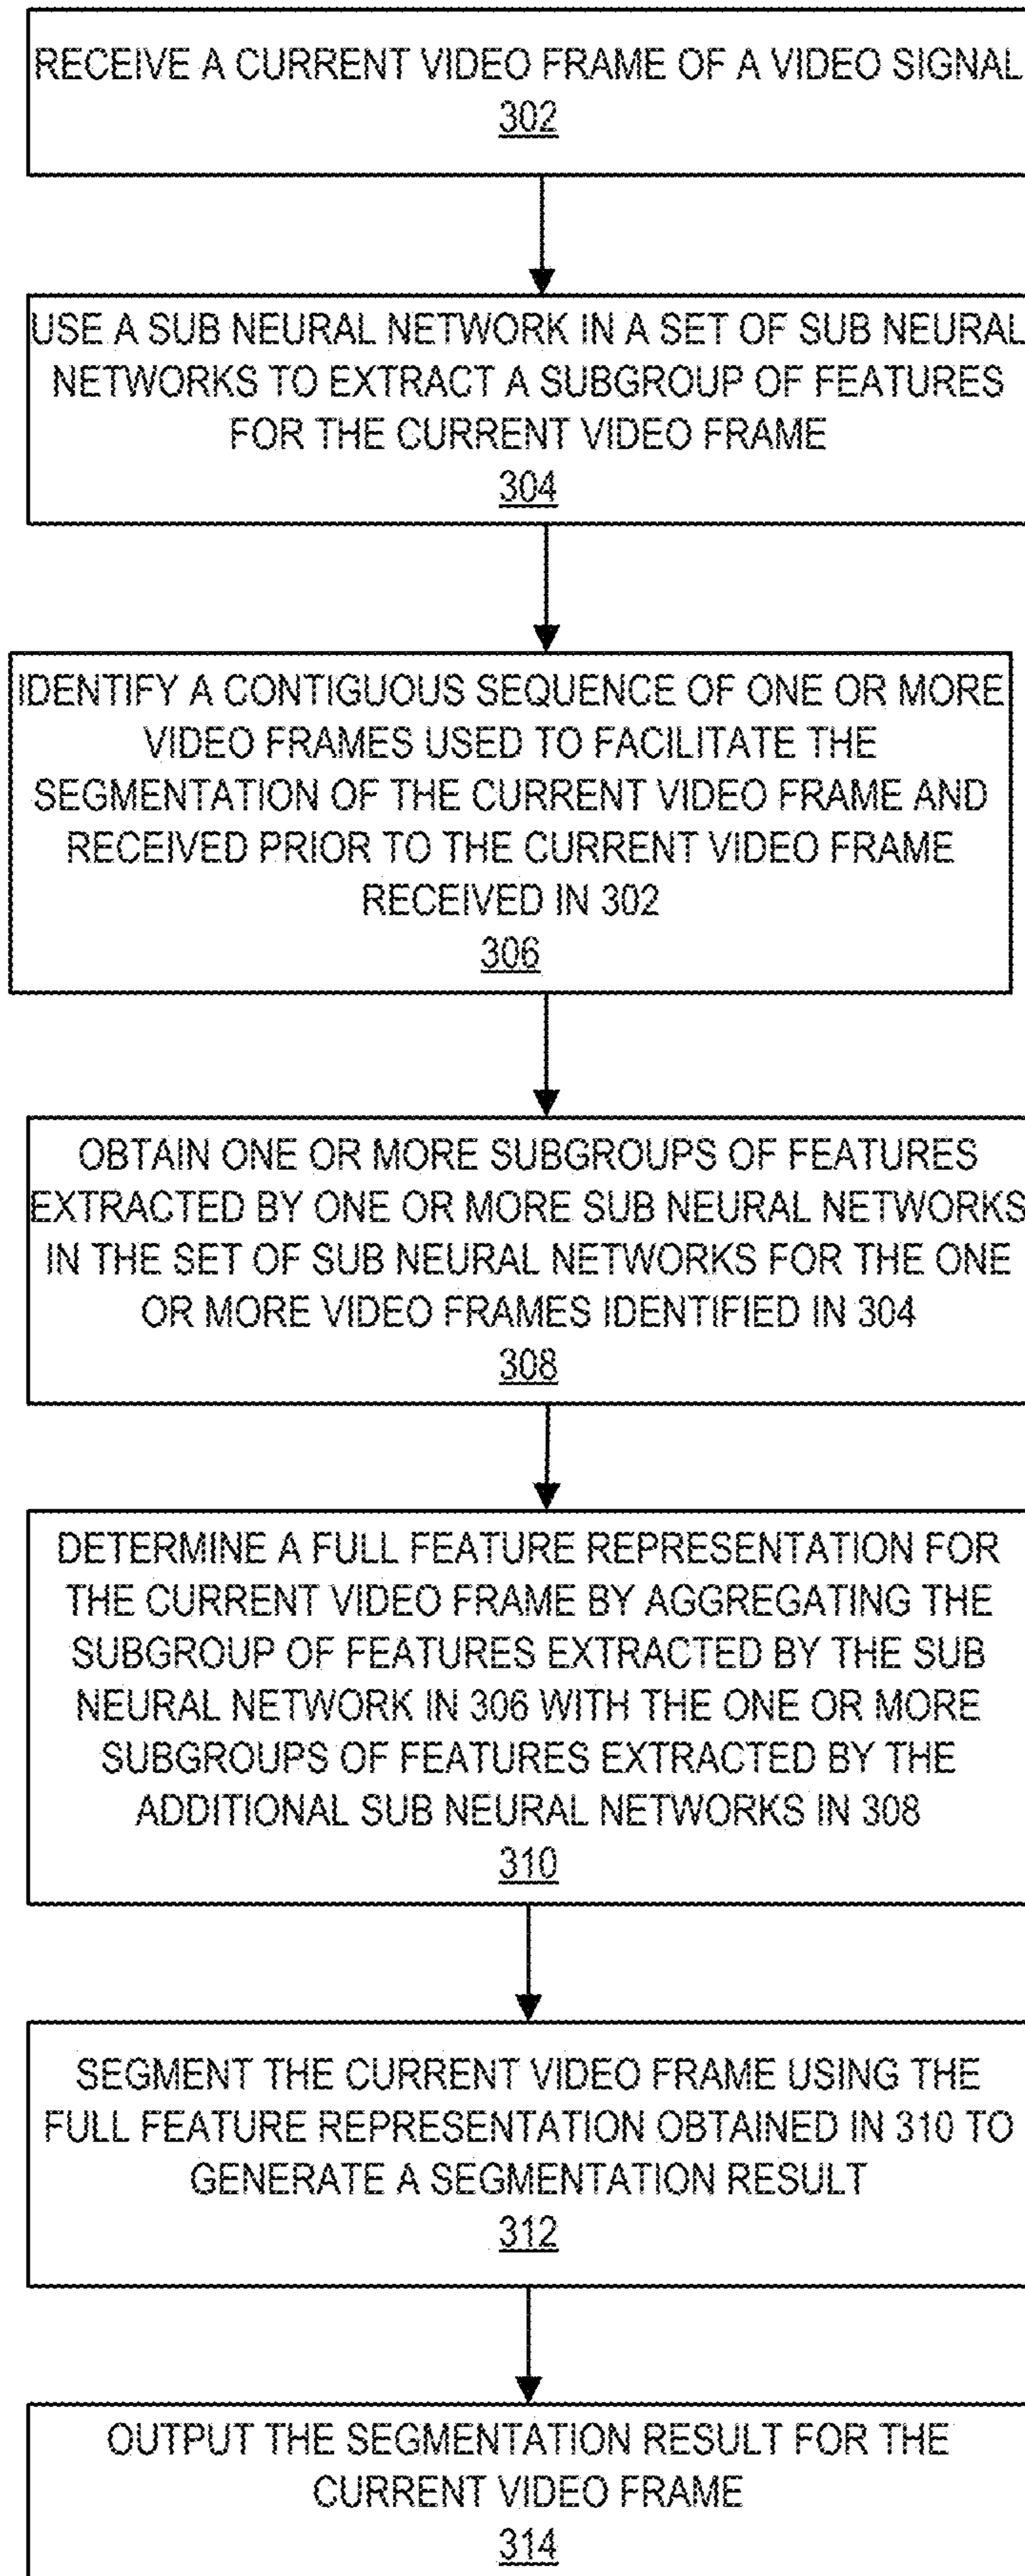 RECEIVE A CURRENT VIDEO FRAME OF A VIDEO SIGNAL
302
USE A SUB NEURAL NETWORK IN A SET OF SUB NEURAL
NETWORKS TO EXTRACT A SUBGROUP OF FEATURES
FOR THE CURRENT VIDEO FRAME
304
IDENTIFY A CONTIGUOUS SEQUENCE OF ONE OR MORE
VIDEO FRAMES USED TO FACILITATE THE
SEGMENTATION OF THE CURRENT VIDEO FRAME AND
RECEIVED PRIOR TO THE CURRENT VIDEO FRAME
RECEIVED IN 302
306
OBTAIN ONE OR MORE SUBGROUPS OF FEATURES
EXTRACTED BY ONE OR MORE SUB NEURAL NETWORKS
IN THE SET OF SUB NEURAL NETWORKS FOR THE ONE
OR MORE VIDEO FRAMES IDENTIFIED IN 304
308
DETERMINE A FULL FEATURE REPRESENTATION FOR
THE CURRENT VIDEO FRAME BY AGGREGATING THE
SUBGROUP OF FEATURES EXTRACTED BY THE SUB
NEURAL NETWORK IN 306 WITH THE ONE OR MORE
SUBGROUPS OF FEATURES EXTRACTED BY THE
ADDITIONAL SUB NEURAL NETWORKS IN 308
310
SEGMENT THE CURRENT VIDEO FRAME USING THE
FULL FEATURE REPRESENTATION OBTAINED IN 310 TO
GENERATE A SEGMENTATION RESULT
312
OUTPUT THE SEGMENTATION RESULT FOR THE
CURRENT VIDEO FRAME
314